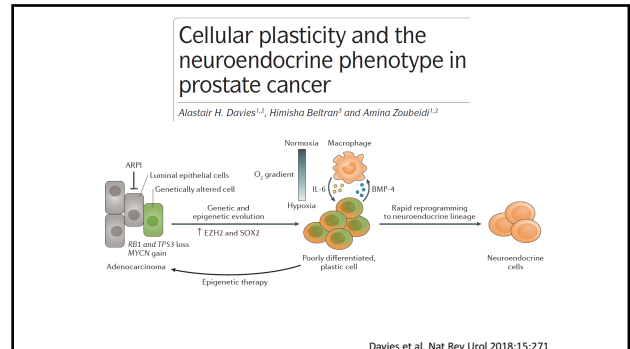 Cellular plasticity and the
neuroendocrine phenotype in
prostate cancer
Alastair H. Davies1,2, Himisha Beltran3 and Amina Zoubeidi1,2
Normoxia
Macrophage
ARPI
Luminal epithelial cells
Genetically altered cell
O2 gradient
IL-6
BMP-4
Hypoxia
Genetic and
epigenetic evolution
↑ EZH2 and SOX2
Rapid reprogramming
to neuroendocrine lineage
RB1 and TP53 loss
MYCN gain
Adenocarcinoma
Poorly differentiated,
plastic cell
Neuroendocrine
cells
Epigenetic therapy
Davies et al. Nat Rev Urol 2018;15:271